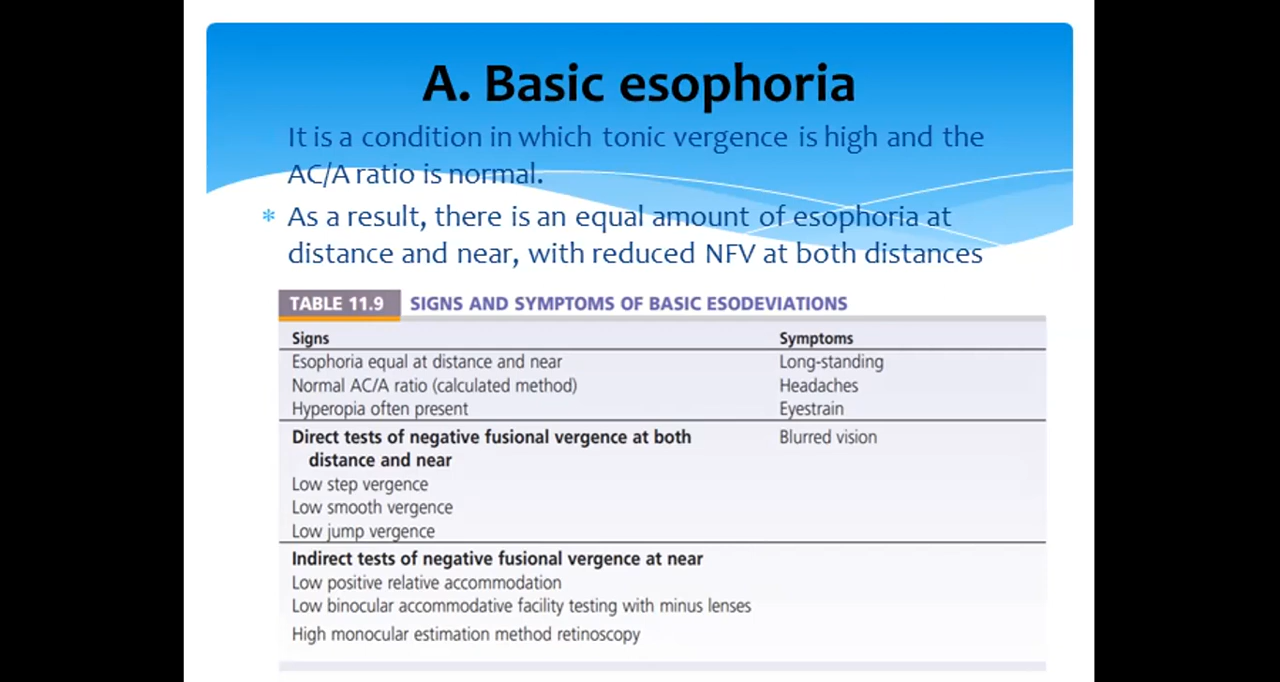 A. Basic esophoria
It is a condition in which tonic vergence is high and the
AC/A ratio is normal.
* As a result, there is an equal amount of esophoria at
distance and near, with reduced NFV at both distances
TABLE 11.9 SIGNS AND SYMPTOMS OF BASIC ESODEVIATIONS
Signs Symptoms
Esophoria equal at distance and near Long-standing
Normal AC/A ratio (calculated method) Headaches
Hyperopia often present Eyestrain
Direct tests of negative fusional vergence at both Blurred vision
distance and near
Low step vergence
Low smooth vergence
Low jump vergence
Indirect tests of negative fusional vergence at near
Low positive relative accommodation
Low binocular accommodative facility testing with minus lenses
High monocular estimation method retinoscopy